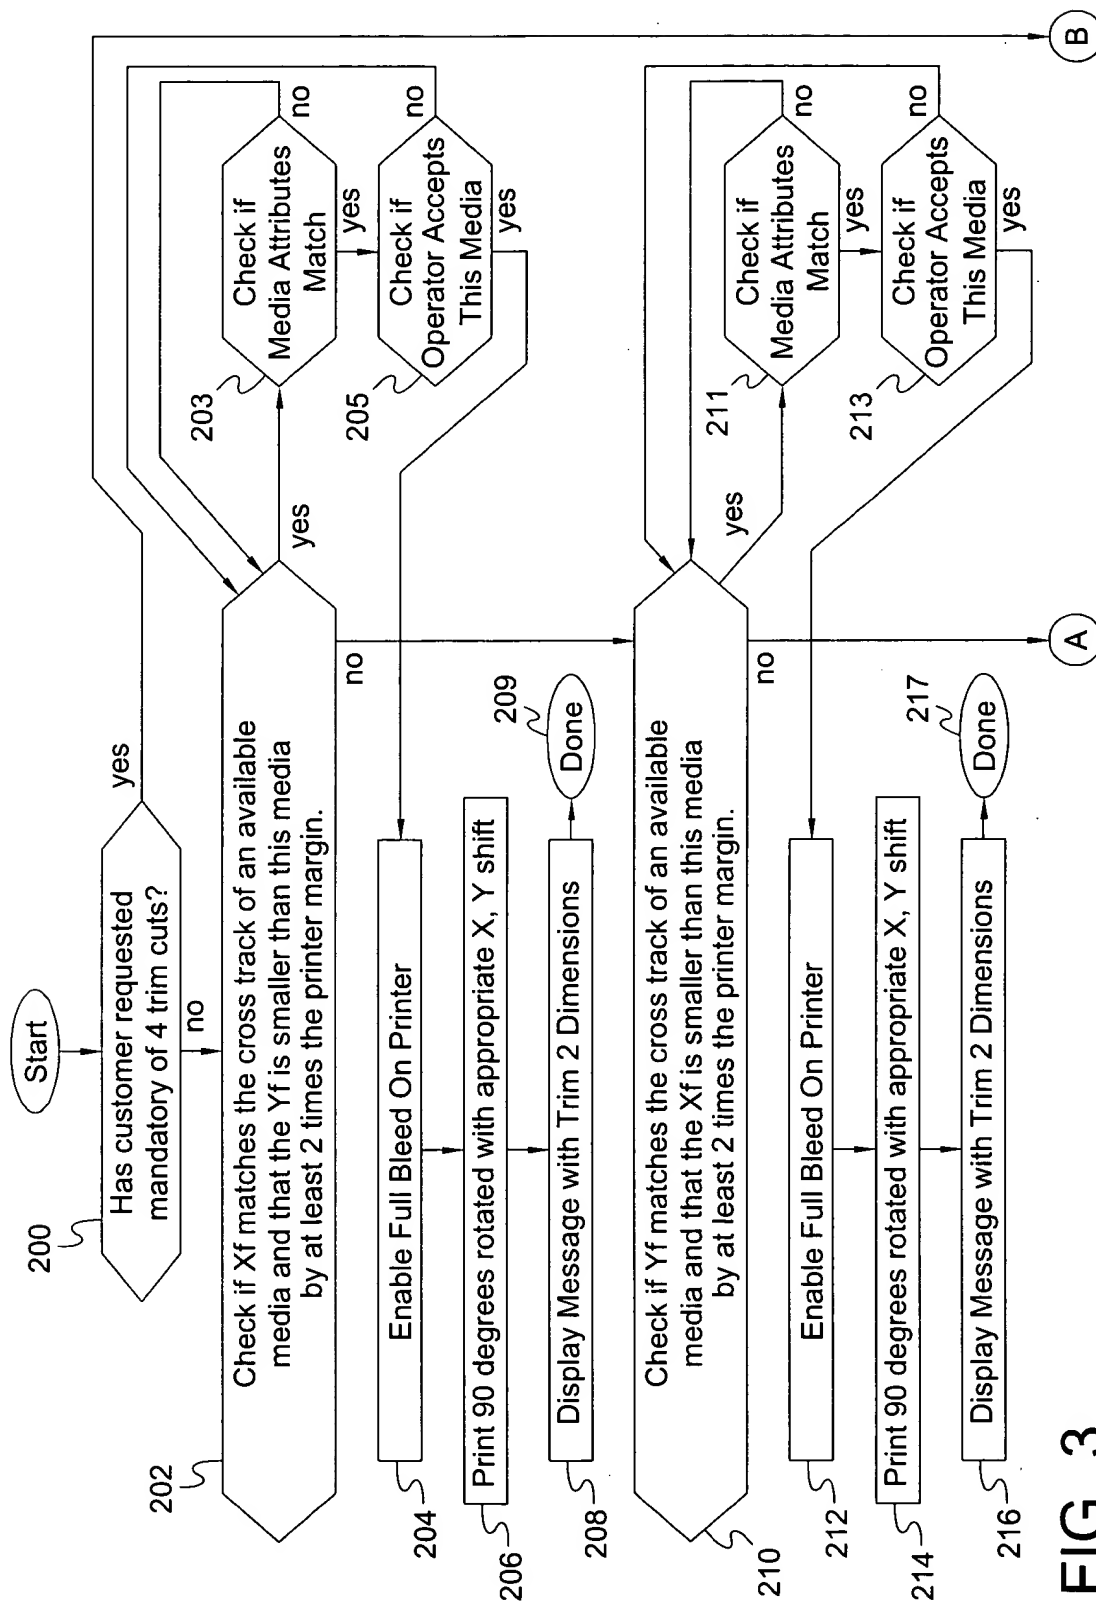 Start
200
Has customer requested
mandatory of 4 trim cuts?
yes
no
202
Check if Xf matches the cross track of an available
media and that the Yf is smaller than this media
by at least 2 times the printer margin.
yes
no
203
Check if
Media Attributes
Match
no
yes
205
Check if
Operator Accepts
This Media
no
yes
204
Enable Full Bleed On Printer
206
Print 90 degrees rotated with appropriate X, Y shift
208
Display Message with Trim 2 Dimensions
209
Done
210
Check if Yf matches the cross track of an available
media and that the Xf is smaller than this media
by at least 2 times the printer margin.
yes
no
211
Check if
Media Attributes
Match
no
yes
213
Check if
Operator Accepts
This Media
no
yes
212
Enable Full Bleed On Printer
214
Print 90 degrees rotated with appropriate X, Y shift
216
Display Message with Trim 2 Dimensions
217
Done
A
B
FIG. 3